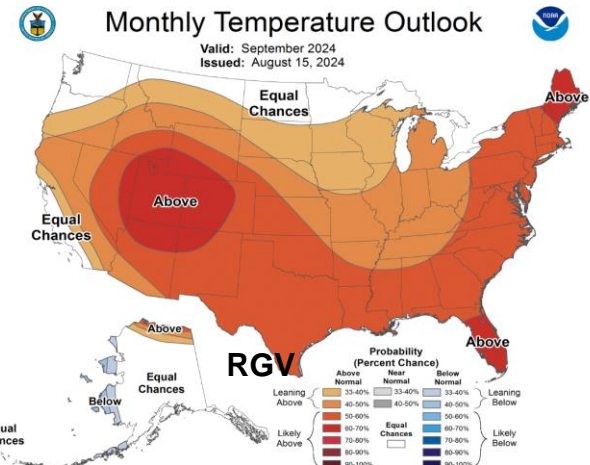 NOAA
Monthly Temperature Outlook
Valid: September 2024
Issued: August 15, 2024
Above
Equal
Chances
Above
Equal
Chances
Above
Above
Equal
Chances
Below
ual
nces
RGV
Probability
(Percent Chance)
Above
Normal
Near
Normal
Below
Normal
Leaning
Above
33-40%
33-40%
33-40%
Leaning
Below
40-50%
40-50%
40-50%
Likely
Above
50-60%
50-60%
60-70%
Equal
Chances
60-70%
Likely
Below
70-80%
70-80%
80-90%
80-90%
90-100%
90-100%